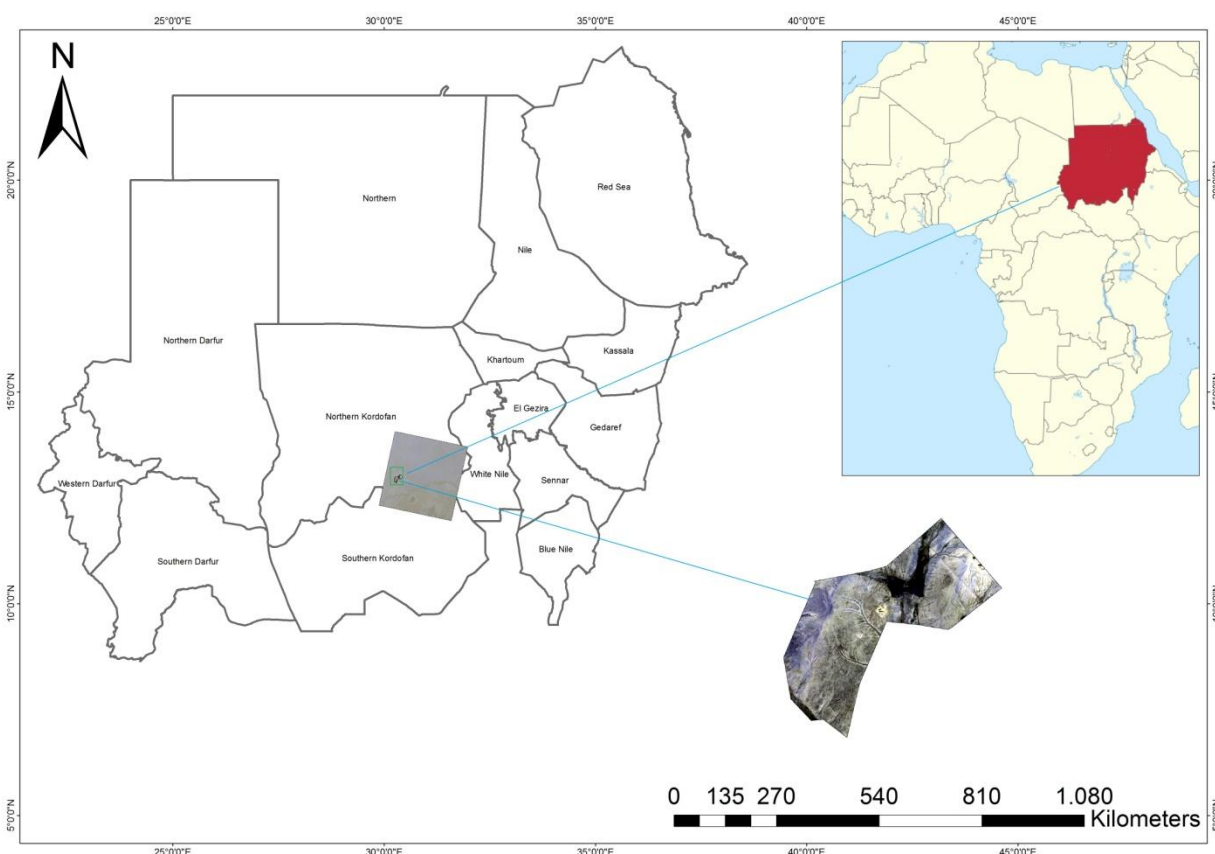 25°0'0"E 30°0'0"E 35°0'0"E 40°0'0"E 45°0'0"E
N
20°0'0"N
Red Sea
Northern
Nile
Northern Darfur
Khartoum
Kassala
15°0'0"N
El Gezira
Northern Kordofan
Gedaref
Western Darfur
White Nile
Sennar
Blue Nile
Southern Darfur
Southern Kordofan
10°0'0"N
0 135 270 540 810 1.080
Kilometers
5°0'0"N
25°0'0"E 30°0'0"E 35°0'0"E 40°0'0"E 45°0'0"E